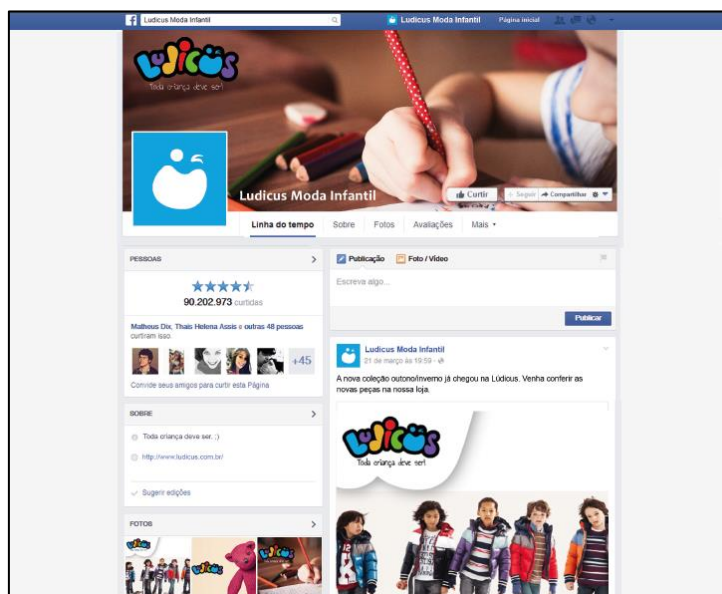 Ludicus Moda Infantil
Ludicus Moda Infantil
Página inicial
LuDicus
Toda criança deve ser!
Ludicus Moda Infantil
Curtir
Seguir
Compartilhar
Linha do tempo
Sobre
Fotos
Avaliações
Mais
PESSOAS
90.202.973 curtidas
Matheus Dix, Thais Helena Assis e outras 48 pessoas
curtiram isso.
+45
Convide seus amigos para curtir esta Página
SOBRE
Toda criança deve ser. :)
http://www.ludicus.com.br/
Sugerir edições
FOTOS
LuDicus
LuDicus
LuDicus
Publicação
Foto / Vídeo
Escreva algo...
Publicar
Ludicus Moda Infantil
21 de março às 19:59
A nova coleção outono/inverno já chegou na Lúdicus. Venha conferir as
novas peças na nossa loja.
LuDicus
Toda criança deve ser!